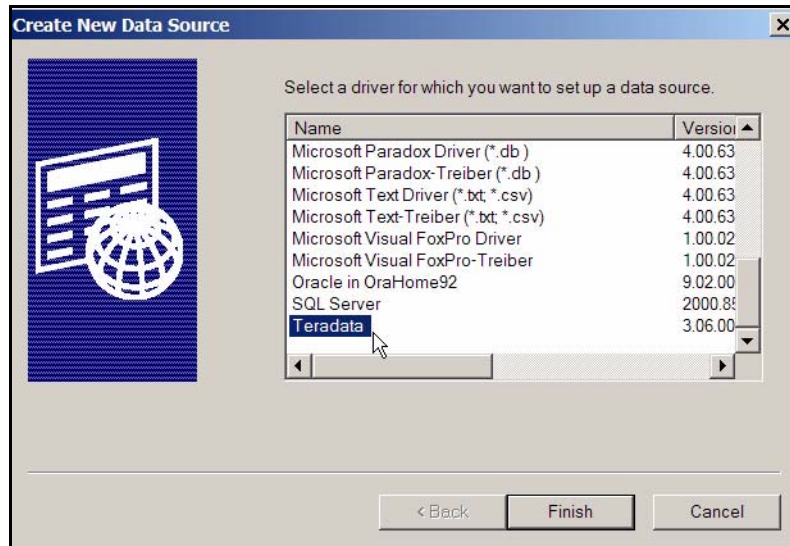 Create New Data Source
Select a driver for which you want to set up a data source.
Name Version
Microsoft Paradox Driver (*.db ) 4.00.63
Microsoft Paradox-Treiber (*.db ) 4.00.63
Microsoft Text Driver (*.txt; *.csv) 4.00.63
Microsoft Text-Treiber (*.txt; *.csv) 4.00.63
Microsoft Visual FoxPro Driver 1.00.02
Microsoft Visual FoxPro-Treiber 1.00.02
Oracle in OraHome92 9.02.00
SQL Server 2000.85
Teradata 3.06.00
< Back Finish Cancel